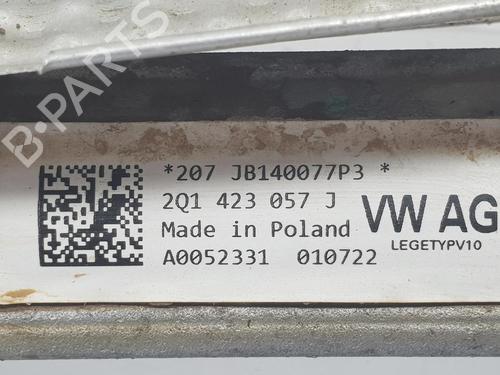 B-PARTS
*207 JB140077P3 *
2Q1 423 057 J
Made in Poland
A0052331 010722
VW AG
LEGETYPV10